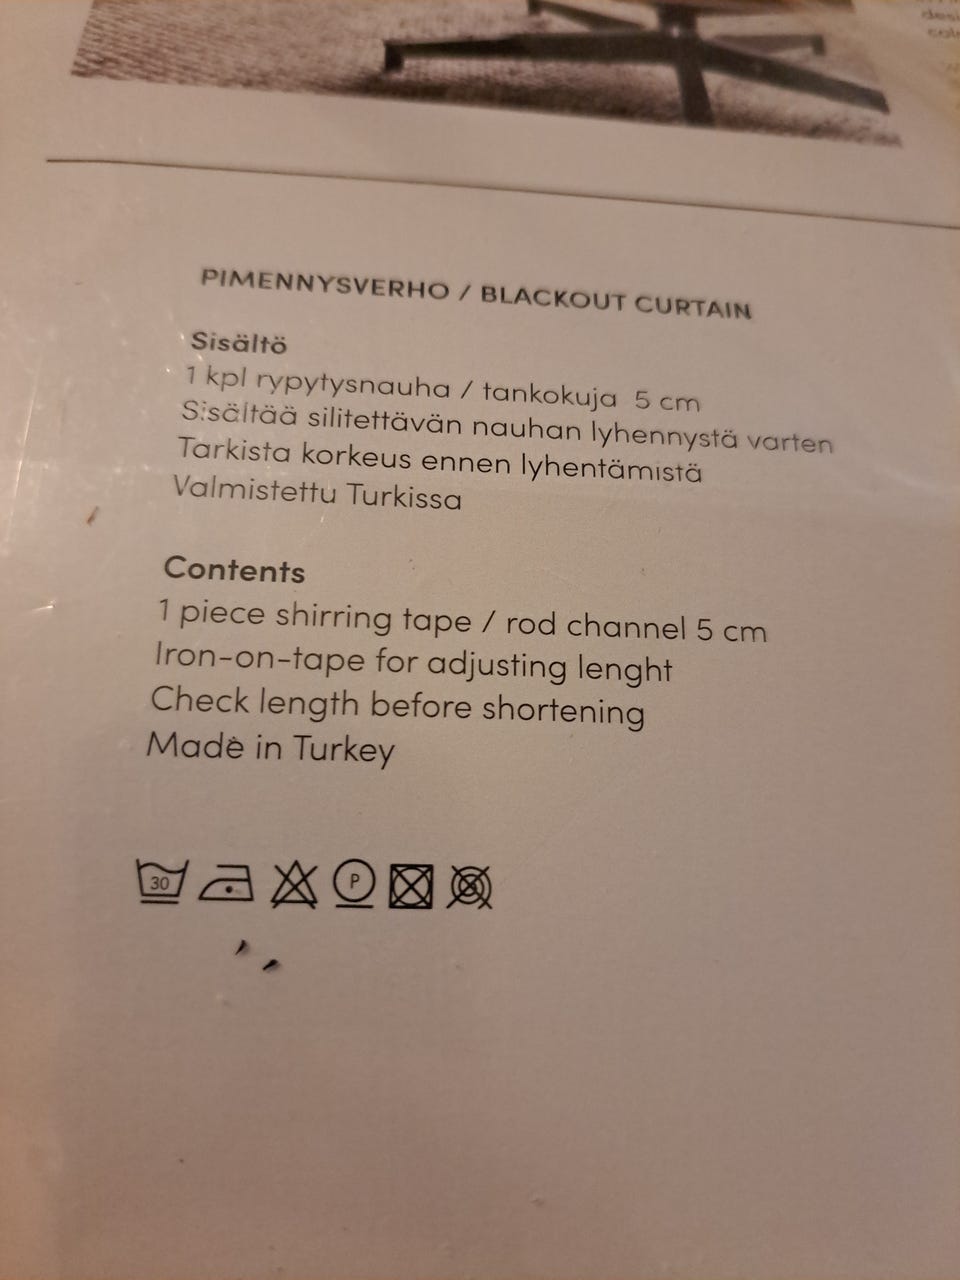 PIMENNYSVERHO / BLACKOUT CURTAIN
Sisältö
1 kpl rypytysnauha / tankokuja 5 cm
Sisältää silitettävän nauhan lyhennystä varten
Tarkista korkeus ennen lyhentämistä
Valmistettu Turkissa
Contents
1 piece shirring tape / rod channel 5 cm
Iron-on-tape for adjusting lenght
Check length before shortening
Made in Turkey
30
P